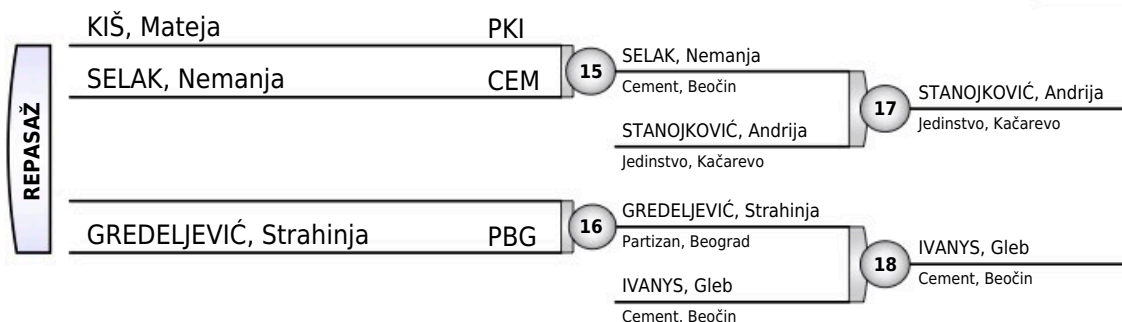 REPASAŽ
KIŠ, Mateja PKI
SELAK, Nemanja CEM
15
SELAK, Nemanja
Cement, Beočin
STANOJKOVIĆ, Andrija
Jedinstvo, Kačarevo
17
STANOJKOVIĆ, Andrija
Jedinstvo, Kačarevo
GREDELJEVIĆ, Strahinja PBG
16
GREDELJEVIĆ, Strahinja
Partizan, Beograd
IVANYS, Gleb
Cement, Beočin
18
IVANYS, Gleb
Cement, Beočin